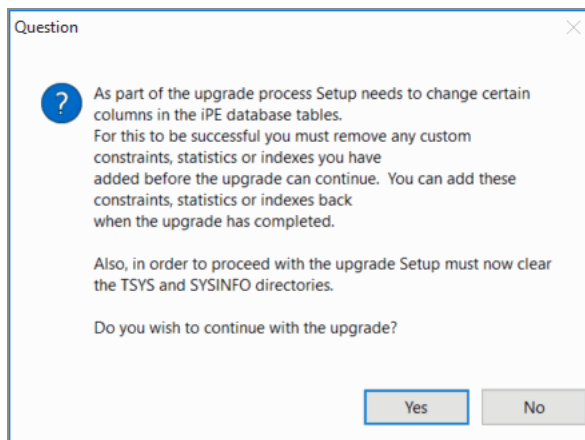 Question
As part of the upgrade process Setup needs to change certain
columns in the iPE database tables.
For this to be successful you must remove any custom
constraints, statistics or indexes you have
added before the upgrade can continue.  You can add these
constraints, statistics or indexes back
when the upgrade has completed.
Also, in order to proceed with the upgrade Setup must now clear
the TSYS and SYSINFO directories.
Do you wish to continue with the upgrade?
Yes
No